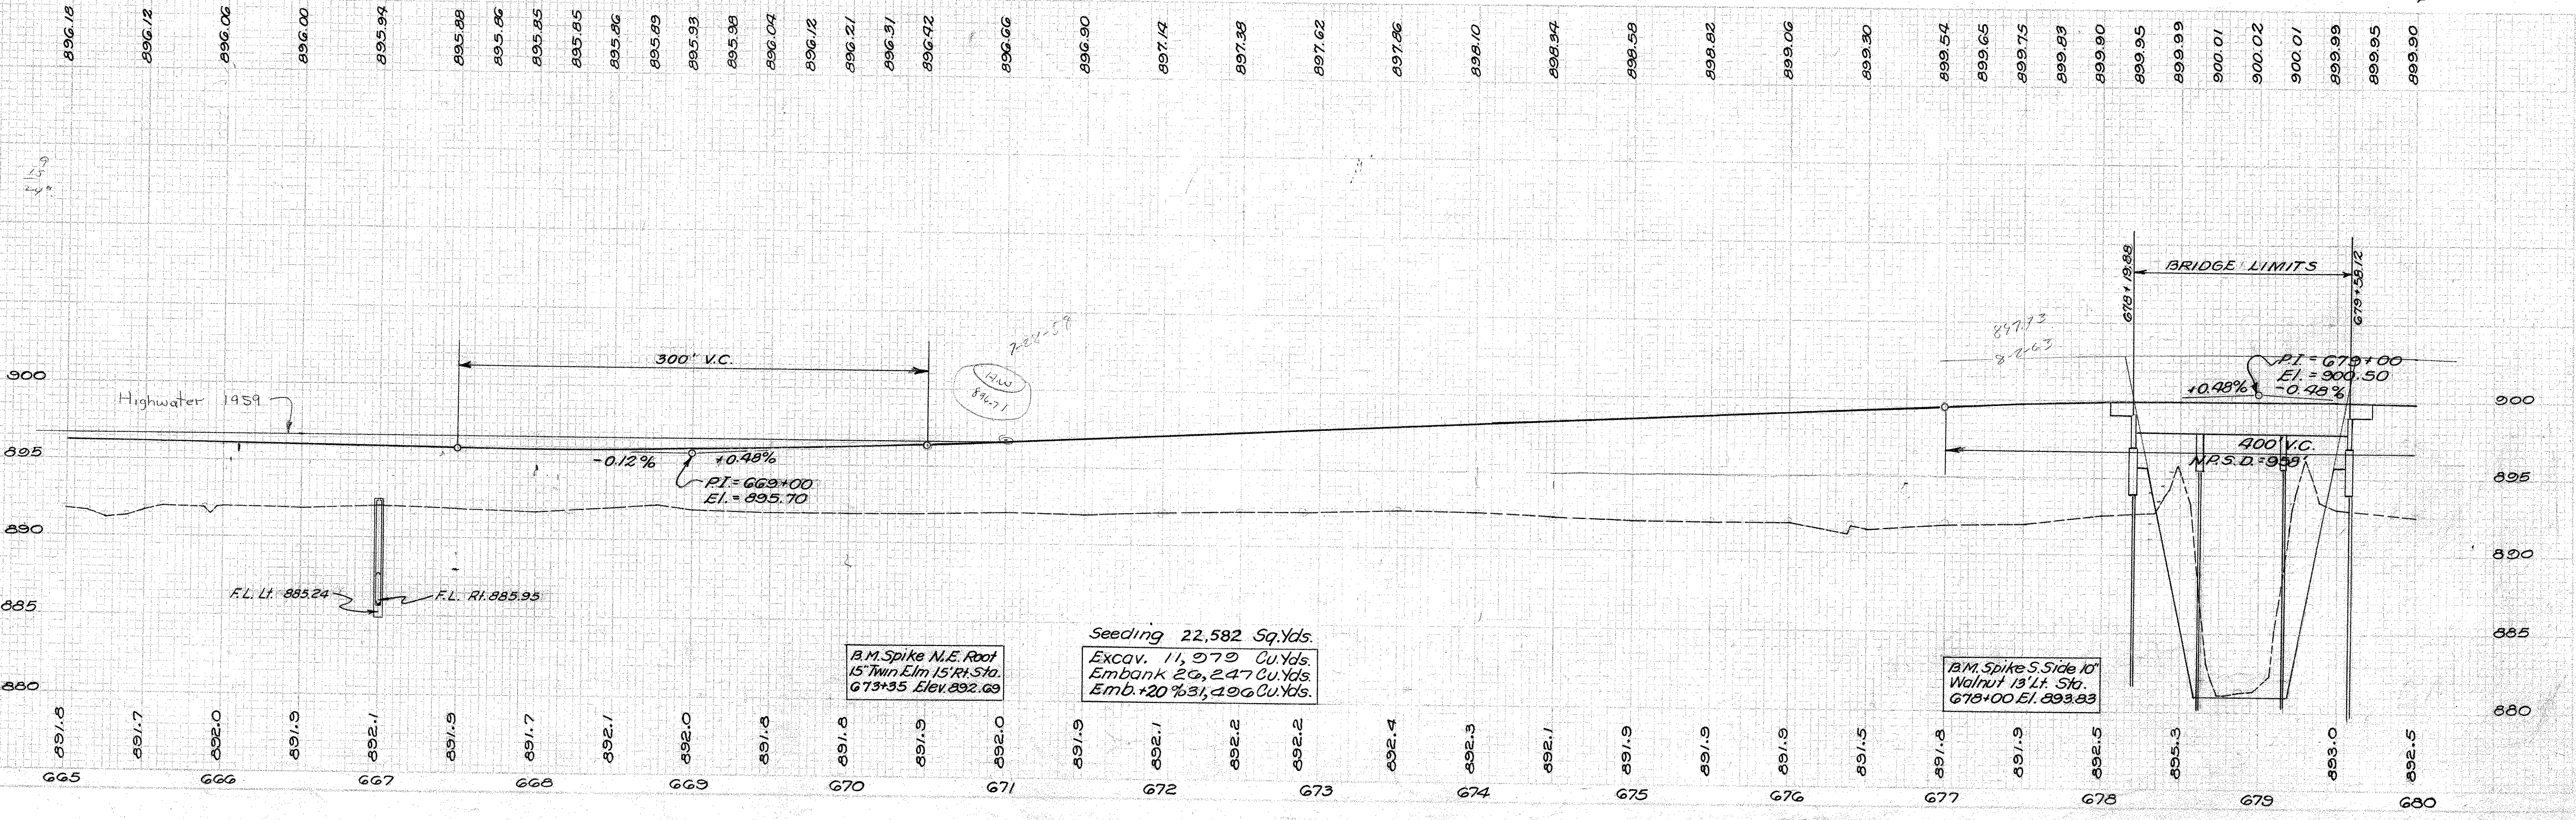 896.18 896.12 896.06 896.00 895.94 895.88 895.86 895.85 895.85 895.86 895.89 895.93 895.98 896.04 896.12 896.21 896.31 896.42 896.66 896.90 897.14 897.38 897.62 897.86 898.10 898.34 898.58 898.82 899.06 899.30 899.54 899.65 899.75 899.83 899.90 899.95 899.99 900.01 900.02 900.01 899.99 899.95 899.90
9
15
24"
678+19.88
BRIDGE LIMITS
679+58.12
7-24-59
H.W
896.71
897.93
8-2-63
300' V.C.
P.I. = 679+00
El. = 900.50
+0.48% -0.48%
900
Highwater 1959
900
895
-0.12% +0.48%
P.I. = 669+00
El. = 895.70
400' V.C.
N.P.S.D. = 959'
895
890
890
F.L. Lt. 885.24
F.L. Rt. 885.95
885
885
Seeding 22,582 Sq.Yds.
Excav. 11,979 Cu.Yds.
Embank 26,247 Cu.Yds.
Emb.+20% 31,496 Cu.Yds.
B.M. Spike N.E. Root
15" Twin Elm 15' Rt. Sta.
673+35 Elev. 892.69
B.M. Spike S. Side 10"
Walnut 13' Lt. Sta.
678+00 El. 893.83
880
880
891.8 891.7 892.0 891.9 892.1 891.9 891.7 892.1 892.0 891.8 891.8 891.9 892.0 891.9 892.1 892.2 892.2 892.4 892.3 892.1 891.9 891.9 891.9 891.5 891.8 891.9 892.5 895.3 893.0 892.5
665 666 667 668 669 670 671 672 673 674 675 676 677 678 679 680